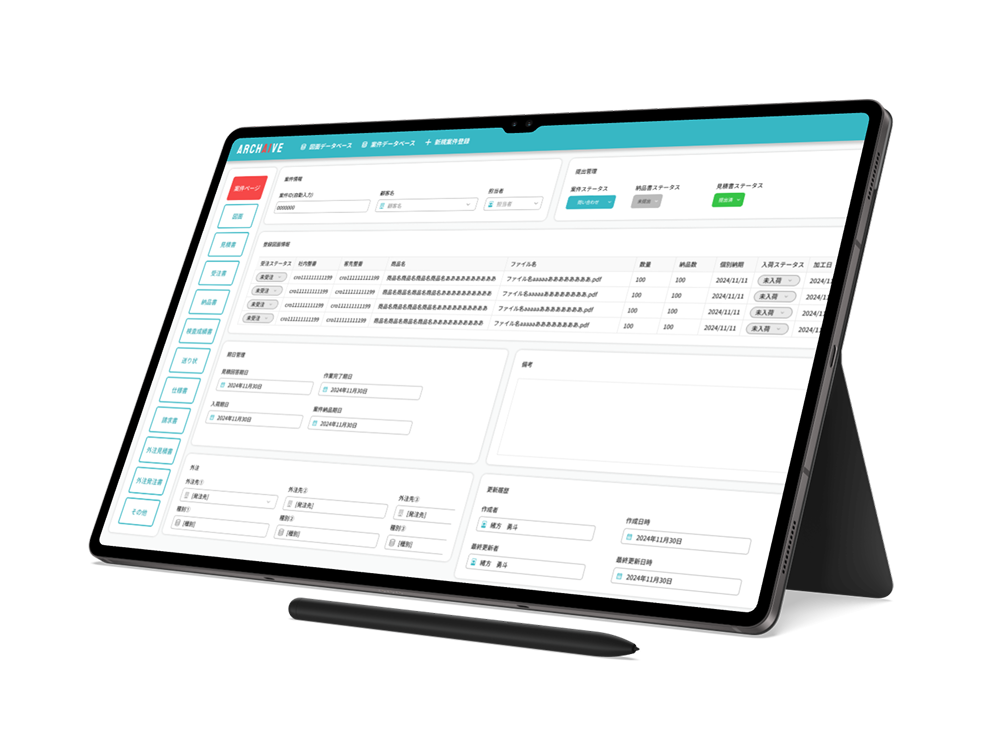 ARCHAIVE 図面データベース 案件データベース + 新規案件登録
案件ページ
図面
見積書
受注書
納品書
検査成績書
送り状
仕様書
請求書
外注見積書
外注発注書
その他
案件情報
案件ID(自動入力) 顧客名 担当者
0000000 顧客名 担当者
提出管理
案件ステータス 納品書ステータス 見積書ステータス
問い合わせ 未提出 提出済
登録図面情報
受注ステータス 社内整番 客先整番 商品名 ファイル名 数量 納品数 個別納期 入荷ステータス 加工日
未受注 cre111111111199 cre111111111199 商品名商品名商品名商品名ああああああああああ ファイル名aaaaaああああああああ.pdf 100 100 2024/11/11 未入荷 2024/11
未受注 cre111111111199 cre111111111199 商品名商品名商品名商品名ああああああああああ ファイル名aaaaaああああああああ.pdf 100 100 2024/11/11 未入荷 2024/1
未受注 cre111111111199 cre111111111199 商品名商品名商品名商品名ああああああああああ ファイル名aaaaaああああああああ.pdf 100 100 2024/11/11 未入荷 2024/11
未受注 cre111111111199 cre111111111199 商品名商品名商品名商品名ああああああああああ ファイル名aaaaaああああああああ.pdf 100 100 2024/11/11 未入荷 2024/1
期日管理
見積回答期日 作業完了期日
2024年11月30日 2024年11月30日
入荷期日 案件納品期日
2024年11月30日 2024年11月30日
備考
外注
外注先① 外注先② 外注先③
[発注先] [発注先] [発注先]
種別① 種別② 種別③
[種別] [種別] [種別]
更新履歴
作成者 作成日時
緒方 勇斗 2024年11月30日
最終更新者 最終更新日時
緒方 勇斗 2024年11月30日